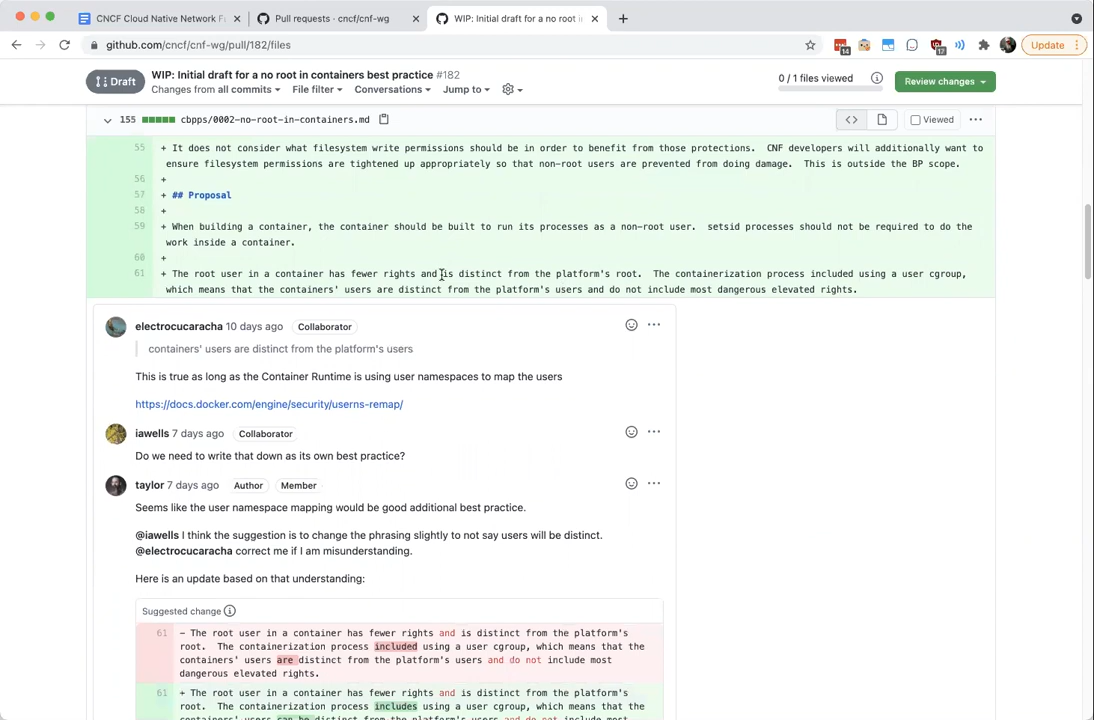 CNCF Cloud Native Network F
Pull requests · cncf/cnf-wg
WIP: Initial draft for a no root in
github.com/cncf/cnf-wg/pull/182/files
14
17
Update
Draft
WIP: Initial draft for a no root in containers best practice #182
Changes from all commits
File filter
Conversations
Jump to
0 / 1 files viewed
Review changes
155
cbpps/0002-no-root-in-containers.md
Viewed
55 + It does not consider what filesystem write permissions should be in order to benefit from those protections.  CNF developers will additionally want to
ensure filesystem permissions are tightened up appropriately so that non-root users are prevented from doing damage.  This is outside the BP scope.
56 +
57 + ## Proposal
58 +
59 + When building a container, the container should be built to run its processes as a non-root user.  setsid processes should not be required to do the
work inside a container.
60 +
61 + The root user in a container has fewer rights and is distinct from the platform's root.  The containerization process included using a user cgroup,
which means that the containers' users are distinct from the platform's users and do not include most dangerous elevated rights.
electrocucaracha 10 days ago Collaborator
containers' users are distinct from the platform's users
This is true as long as the Container Runtime is using user namespaces to map the users
https://docs.docker.com/engine/security/userns-remap/
iawells 7 days ago Collaborator
Do we need to write that down as its own best practice?
taylor 7 days ago Author Member
Seems like the user namespace mapping would be good additional best practice.
@iawells I think the suggestion is to change the phrasing slightly to not say users will be distinct.
@electrocucaracha correct me if I am misunderstanding.
Here is an update based on that understanding:
Suggested change
61 - The root user in a container has fewer rights and is distinct from the platform's
root.  The containerization process included using a user cgroup, which means that the
containers' users are distinct from the platform's users and do not include most
dangerous elevated rights.
61 + The root user in a container has fewer rights and is distinct from the platform's
root.  The containerization process includes using a user cgroup, which means that the
containers' users can be distinct from the platform's users and do not include most